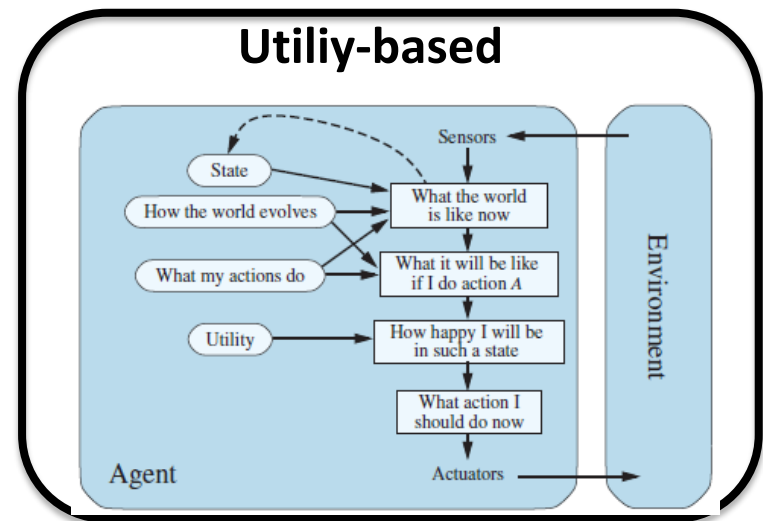 Utiliy-based
Sensors
State
What the world
is like now
How the world evolves
What my actions do
What it will be like
if I do action A
Utility
How happy I will be
in such a state
What action I
should do now
Agent
Actuators
Environment